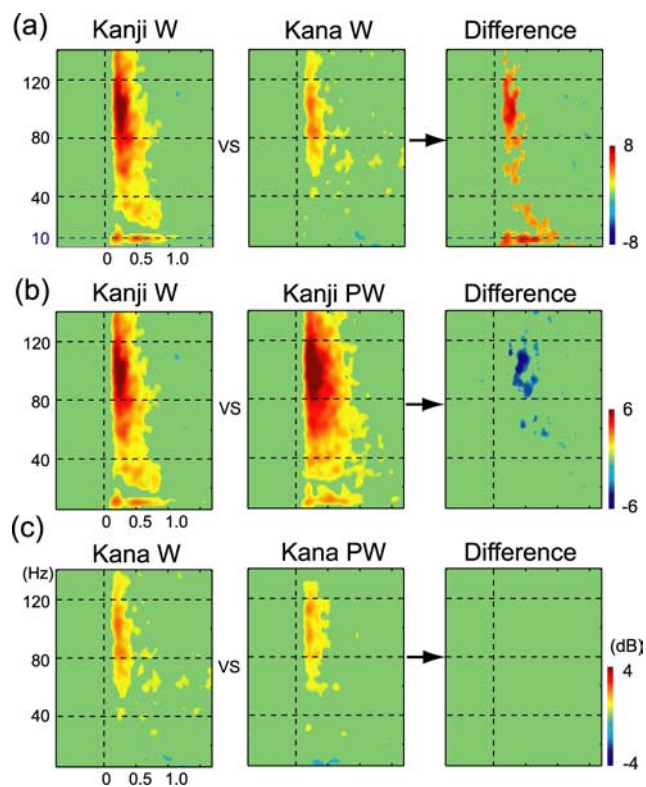 (a)
Kanji W
Kana W
Difference
120
80
40
10
vs
0 0.5 1.0
8
-8
(b)
Kanji W
Kanji PW
Difference
120
80
40
vs
0 0.5 1.0
6
-6
(c)
Kana W
Kana PW
Difference
(Hz)
120
80
40
vs
0 0.5 1.0
(dB)
4
-4